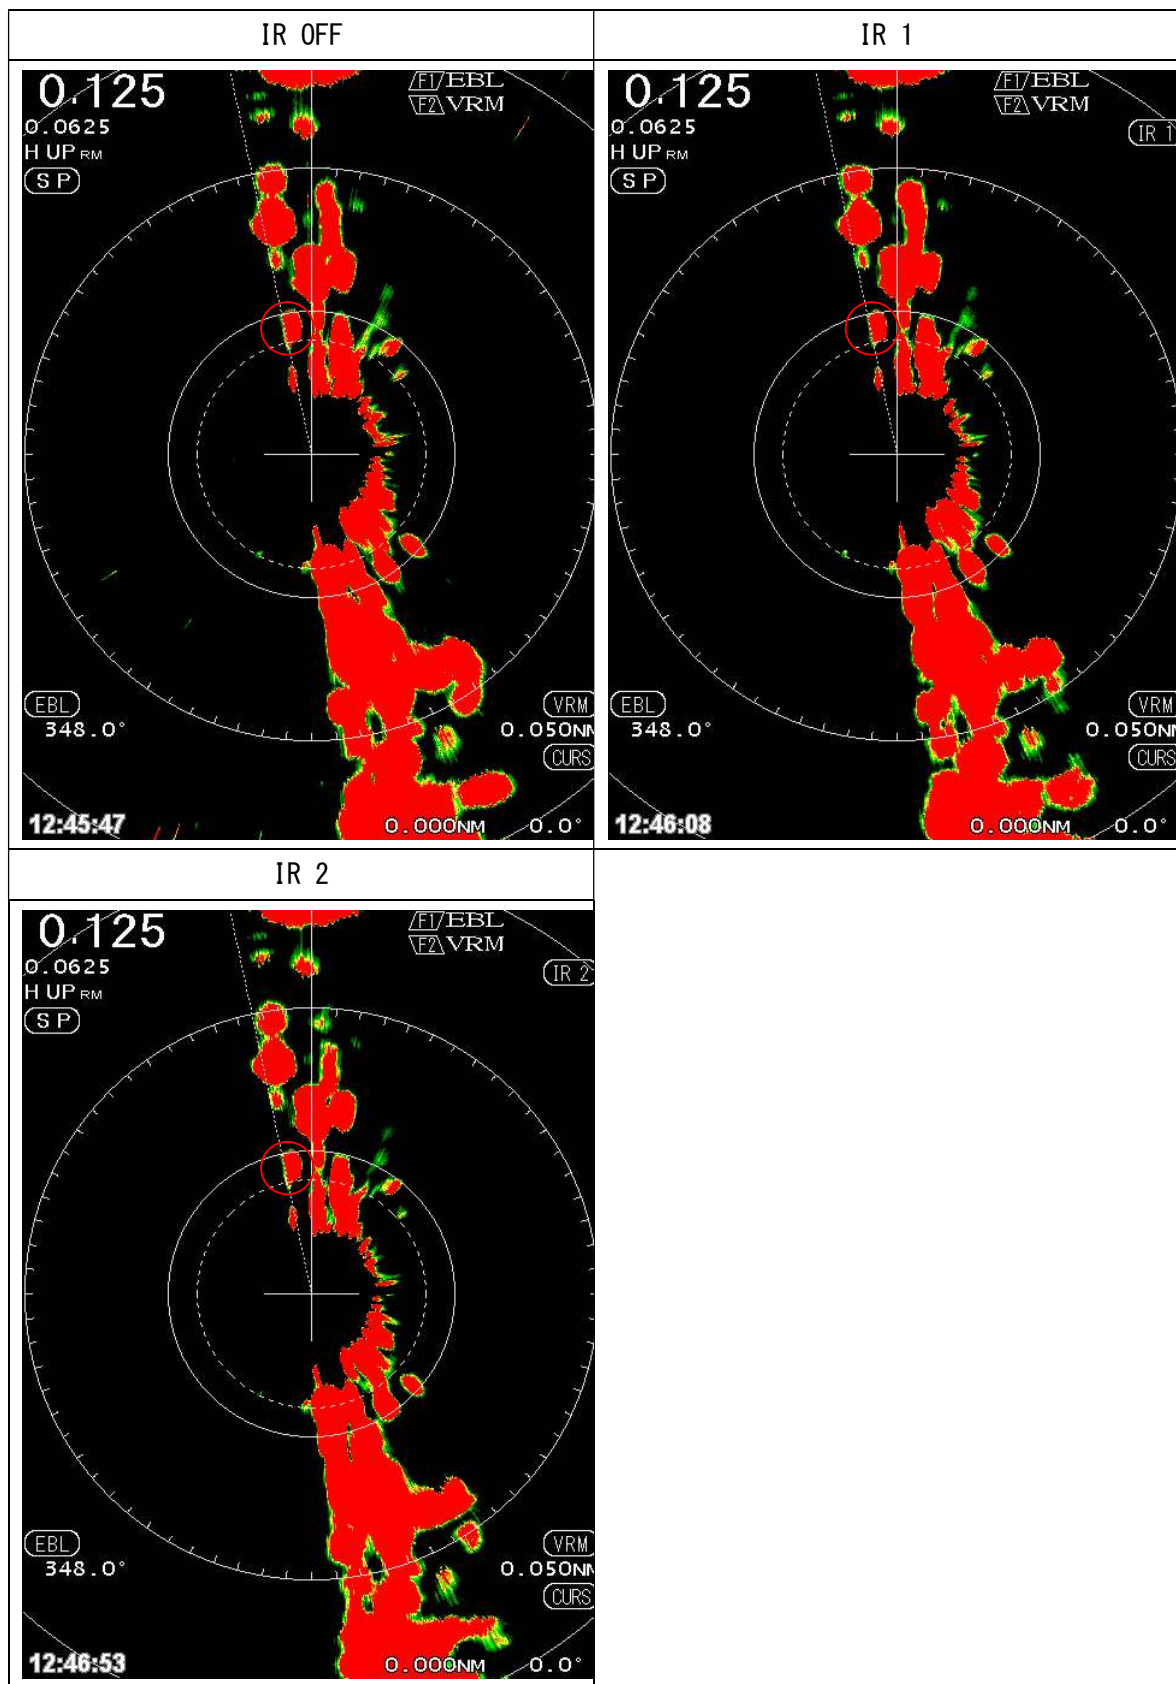 IR OFF
IR 1
0.125
F1 EBL
F2 VRM
0.0625
H UP RM
S P
EBL
348.0°
VRM
0.050NM
CURS
12:45:47
0.000NM
0.0°
0.125
F1 EBL
F2 VRM
0.0625
IR 1
H UP RM
S P
EBL
348.0°
VRM
0.050NM
CURS
12:46:08
0.000NM
0.0°
IR 2
0.125
F1 EBL
F2 VRM
0.0625
IR 2
H UP RM
S P
EBL
348.0°
VRM
0.050NM
CURS
12:46:53
0.000NM
0.0°